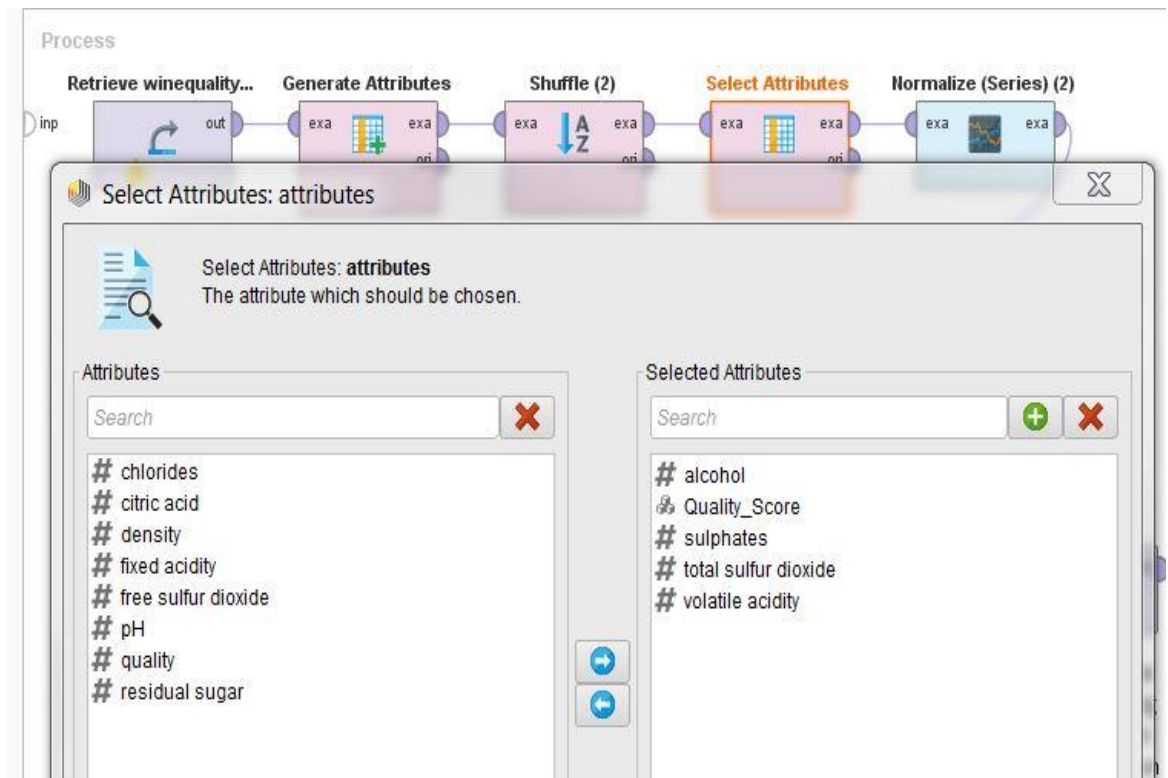 Process
Retrieve winequality... Generate Attributes Shuffle (2) Select Attributes Normalize (Series) (2)
inp out exa exa exa exa exa exa exa exa
ori ori ori
Select Attributes: attributes
Select Attributes: attributes
The attribute which should be chosen.
Attributes Selected Attributes
Search Search
chlorides alcohol
citric acid Quality_Score
density sulphates
fixed acidity total sulfur dioxide
free sulfur dioxide volatile acidity
pH
quality
residual sugar